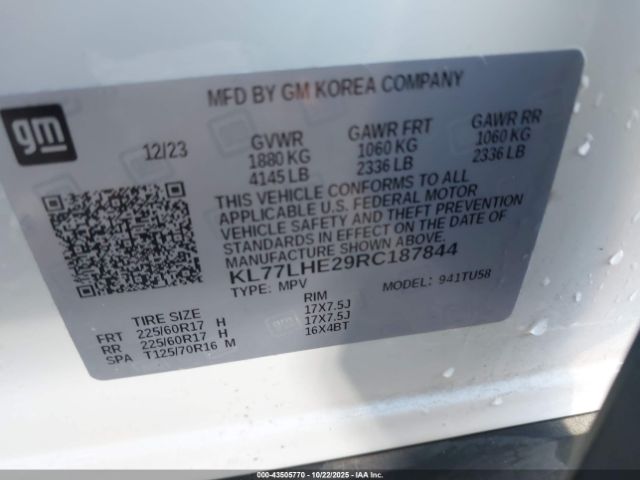 MFD BY GM KOREA COMPANY
gm
12/23
GVWR
1880 KG
4145 LB
GAWR FRT
1060 KG
2336 LB
GAWR RR
1060 KG
2336 LB
THIS VEHICLE CONFORMS TO ALL
APPLICABLE U.S. FEDERAL MOTOR
VEHICLE SAFETY AND THEFT PREVENTION
STANDARDS IN EFFECT ON THE DATE OF
MANUFACTURE SHOWN ABOVE.
KL77LHE29RC187844
TYPE: MPV
MODEL: 941TU58
TIRE SIZE RIM
FRT 225/60R17 H 17X7.5J
RR 225/60R17 H 17X7.5J
SPA T125/70R16 M 16X4BT
000-43505770 - 10/22/2025 - IAAI.COM